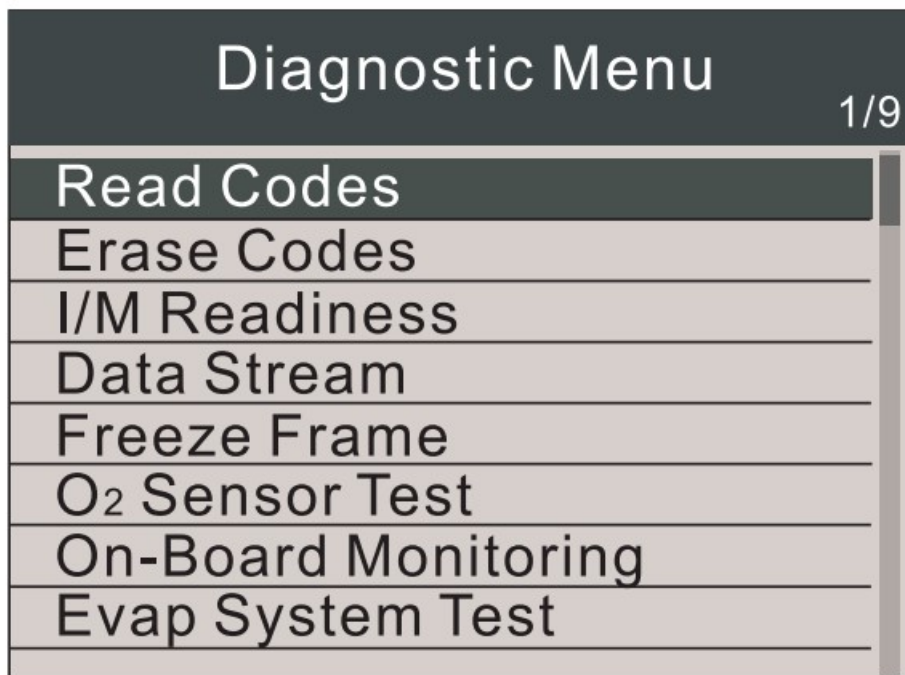 Diagnostic Menu
1/9
Read Codes
Erase Codes
I/M Readiness
Data Stream
Freeze Frame
O₂ Sensor Test
On-Board Monitoring
Evap System Test